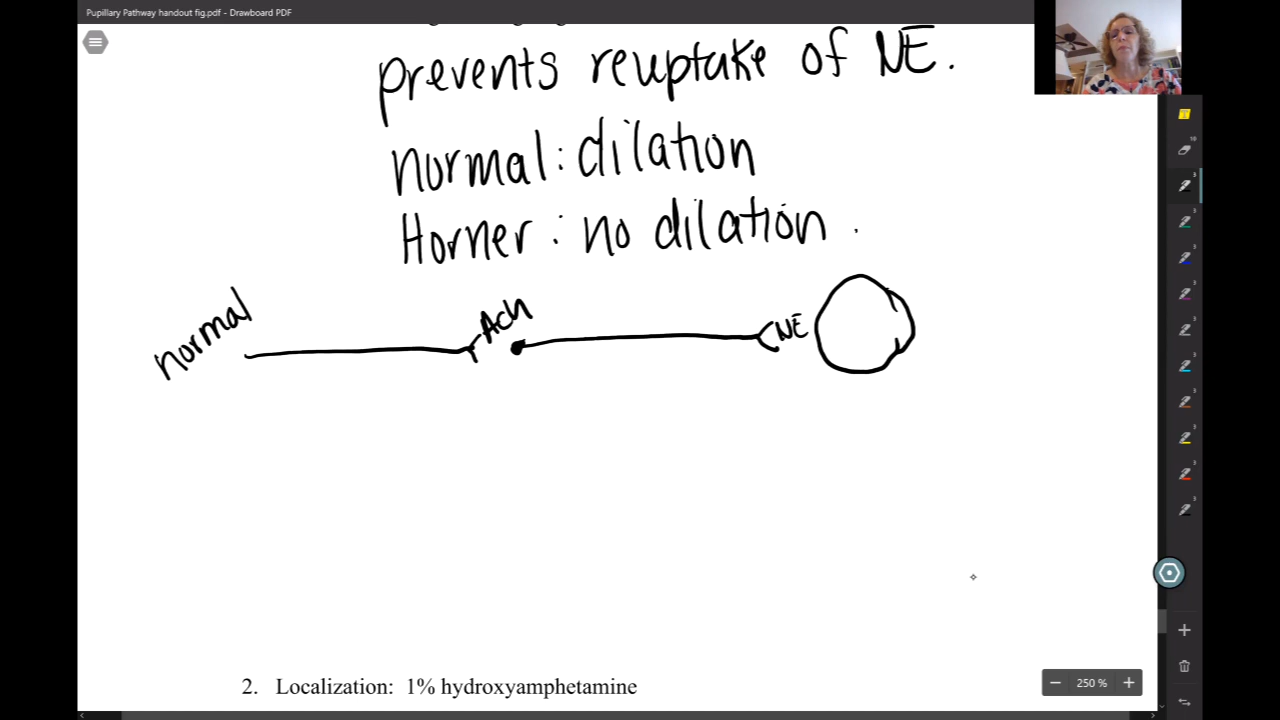 Pupillary Pathway handout fig.pdf - Drawboard PDF
prevents reuptake of NE.
normal: dilation
Horner: no dilation.
normal
Ach
NE
2. Localization: 1% hydroxyamphetamine
250 %